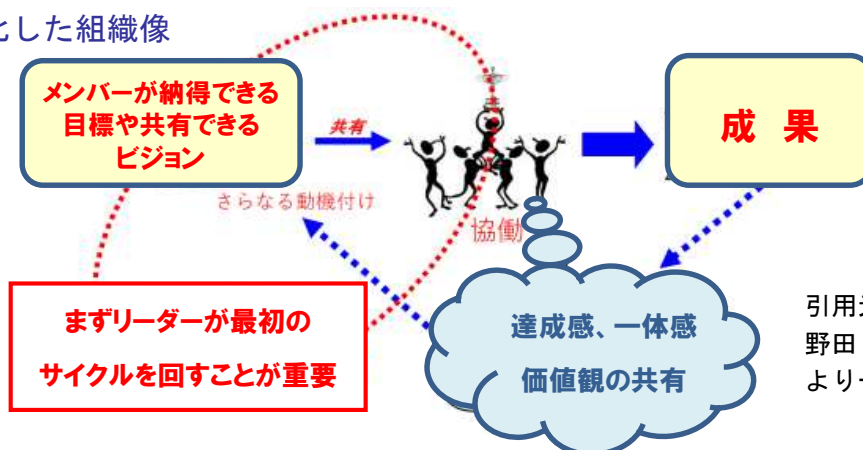 とした組織像
メンバーが納得できる
目標や共有できる
ビジョン
共有
成 果
さらなる動機付け
協働
まずリーダーが最初の
サイクルを回すことが重要
達成感、一体感
価値観の共有
引用
野田
より